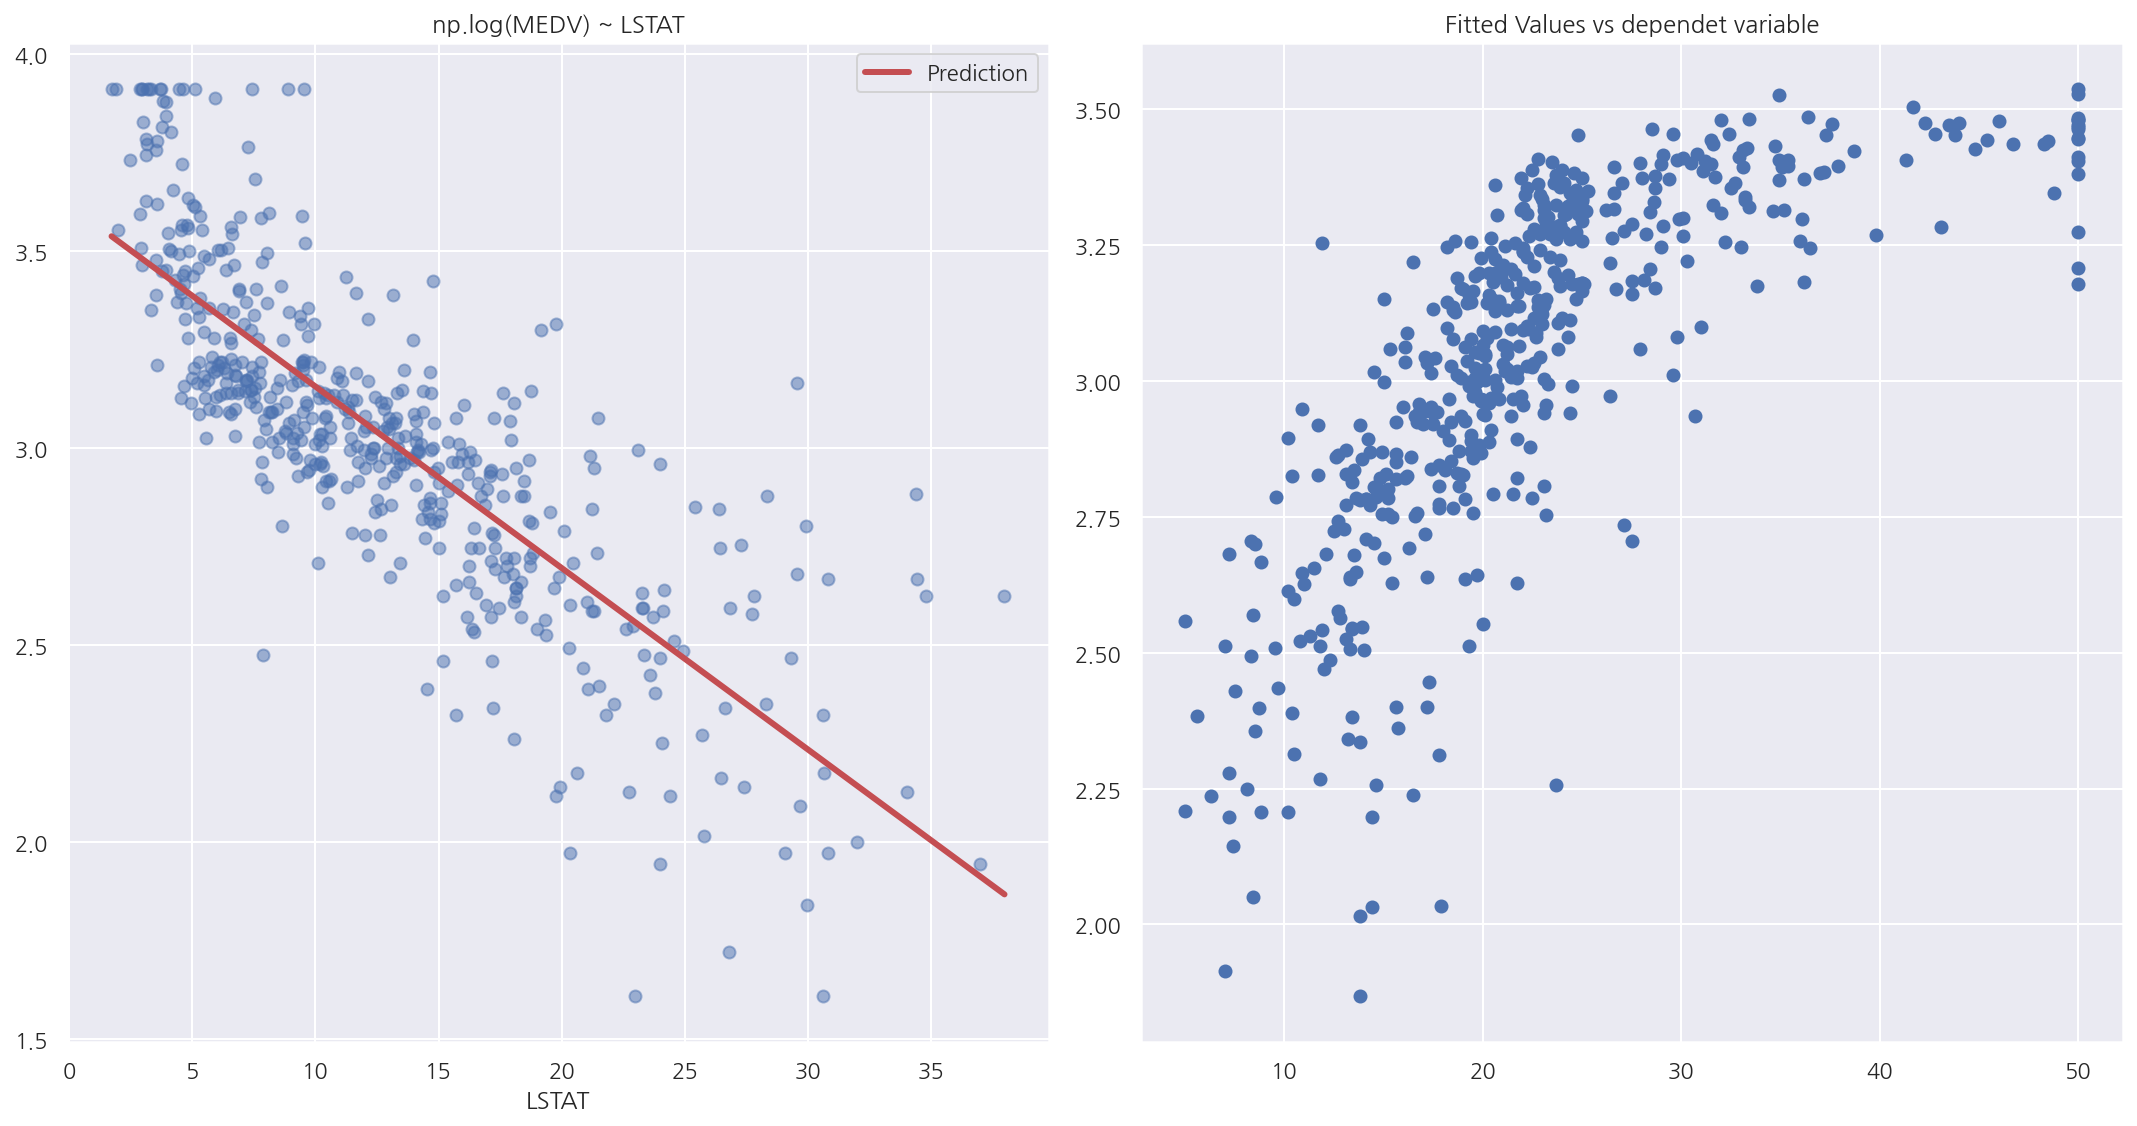 np.log(MEDV) ~ LSTAT
4.0
3.5
3.0
2.5
2.0
1.5
0 5 10 15 20 25 30 35
LSTAT
Prediction
Fitted Values vs dependet variable
3.50
3.25
3.00
2.75
2.50
2.25
2.00
10 20 30 40 50